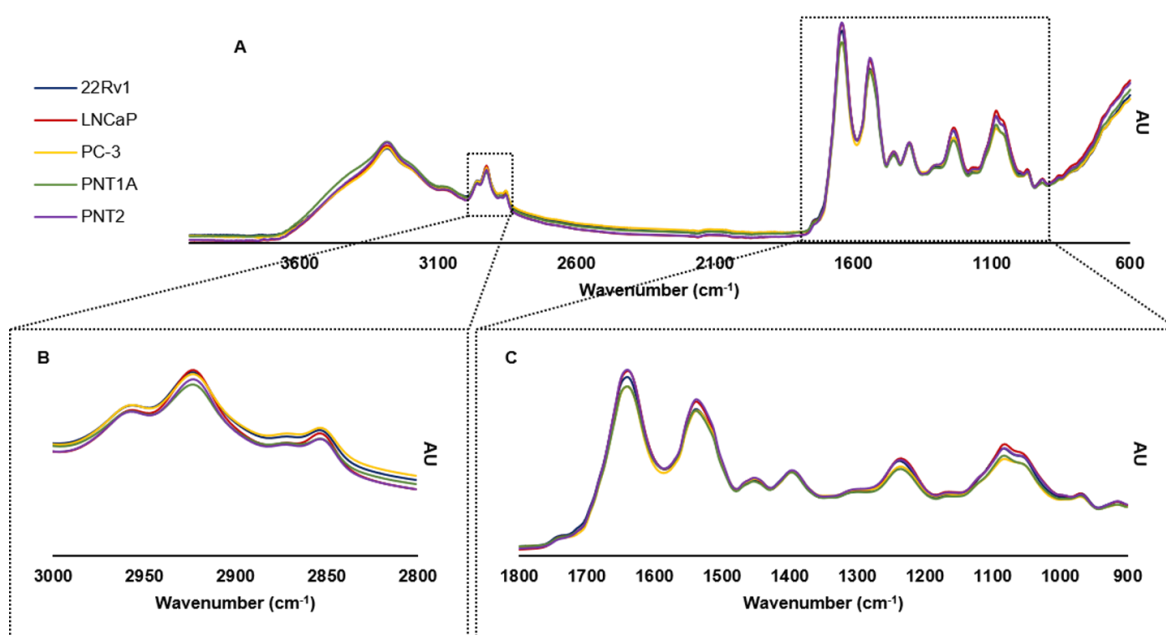 A
22Rv1
LNCaP
PC-3
PNT1A
PNT2
AU
3600 3100 2600 2100 1600 1100 600
Wavenumber (cm-1)
B
AU
3000 2950 2900 2850 2800
Wavenumber (cm-1)
C
AU
1800 1700 1600 1500 1400 1300 1200 1100 1000 900
Wavenumber (cm-1)